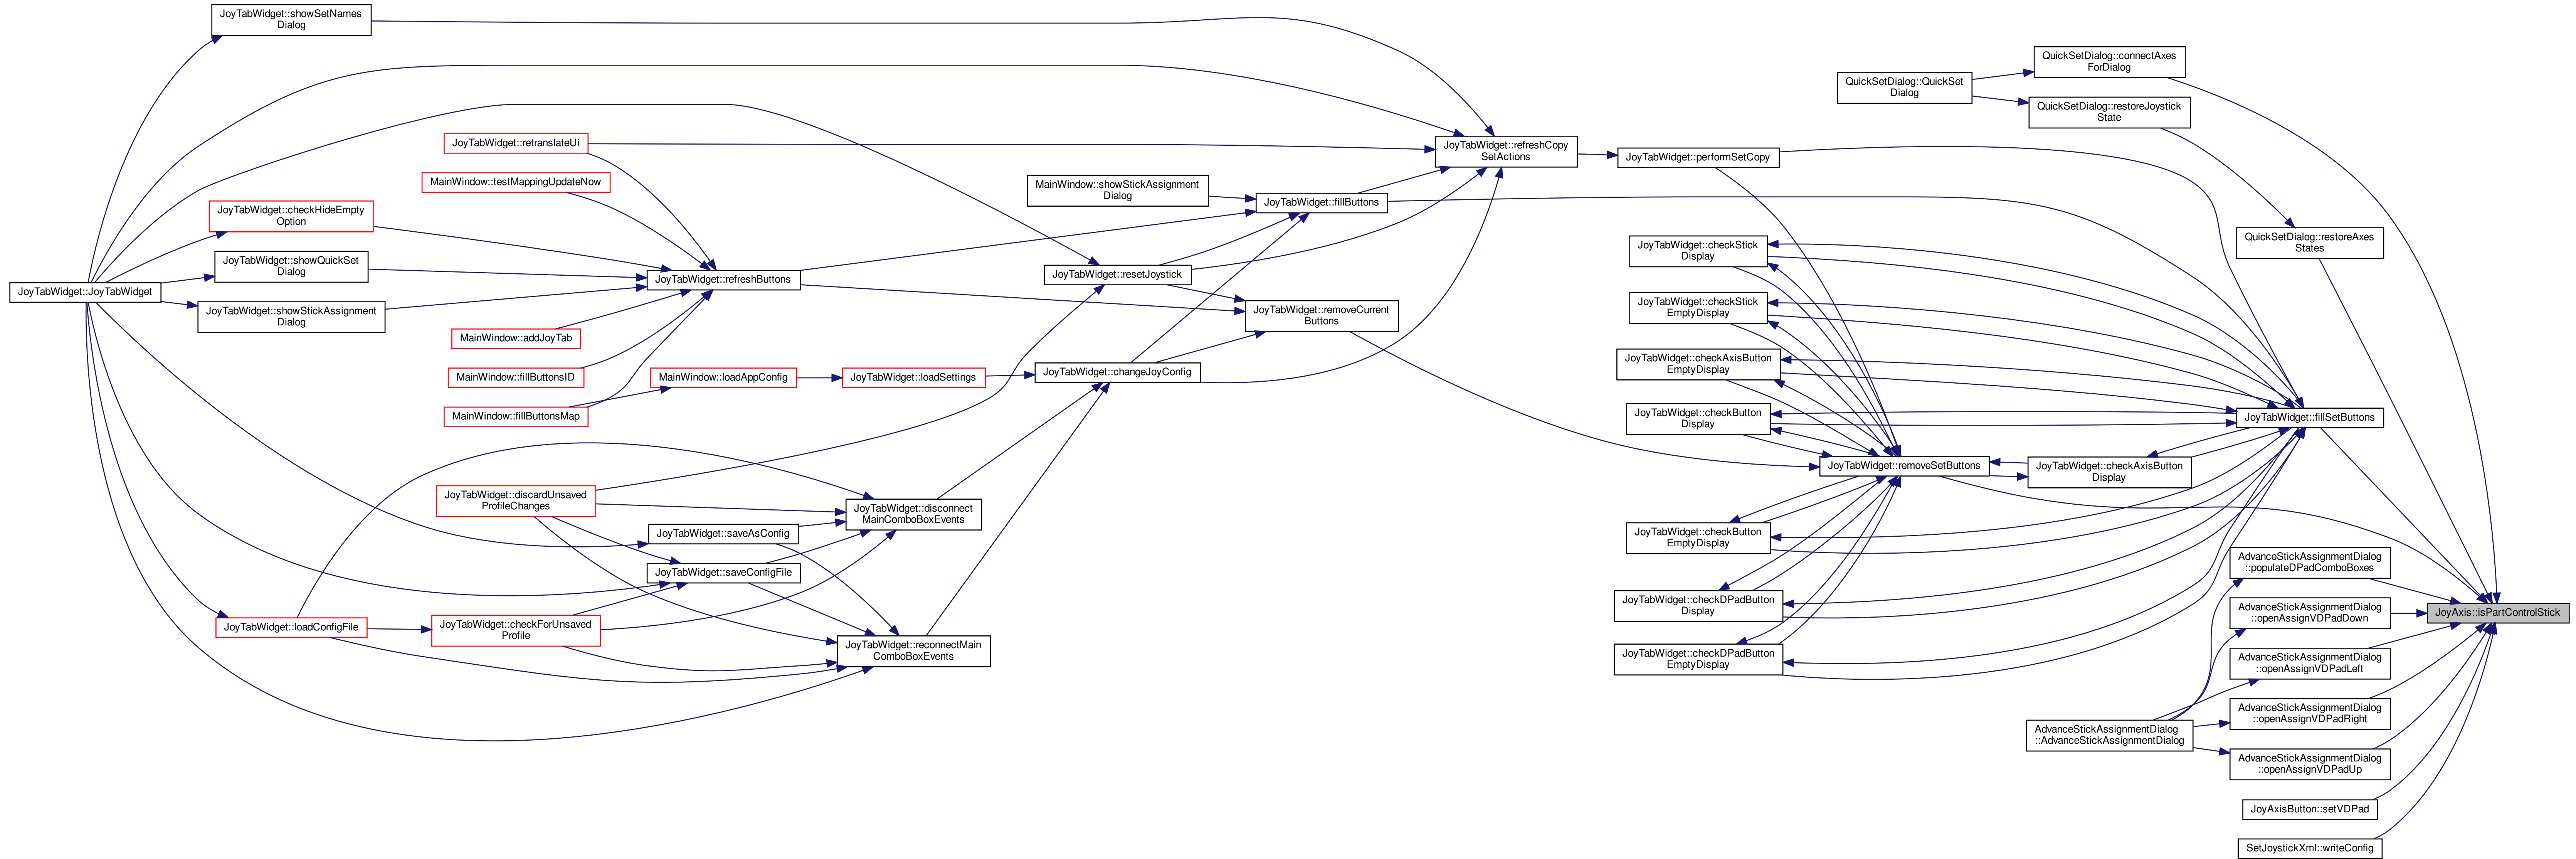 JoyTabWidget::showSetNames
Dialog
JoyTabWidget::retranslateUi
MainWindow::testMappingUpdateNow
JoyTabWidget::checkHideEmpty
Option
JoyTabWidget::showQuickSet
Dialog
JoyTabWidget::JoyTabWidget
JoyTabWidget::showStickAssignment
Dialog
JoyTabWidget::refreshButtons
MainWindow::addJoyTab
MainWindow::fillButtonsID
MainWindow::fillButtonsMap
MainWindow::loadAppConfig
JoyTabWidget::loadSettings
JoyTabWidget::discardUnsaved
ProfileChanges
JoyTabWidget::saveAsConfig
JoyTabWidget::saveConfigFile
JoyTabWidget::loadConfigFile
JoyTabWidget::checkForUnsaved
Profile
JoyTabWidget::disconnect
MainComboBoxEvents
JoyTabWidget::reconnectMain
ComboBoxEvents
MainWindow::showStickAssignment
Dialog
JoyTabWidget::resetJoystick
JoyTabWidget::changeJoyConfig
JoyTabWidget::fillButtons
JoyTabWidget::removeCurrent
Buttons
JoyTabWidget::refreshCopy
SetActions
JoyTabWidget::performSetCopy
JoyTabWidget::checkStick
Display
JoyTabWidget::checkStick
EmptyDisplay
JoyTabWidget::checkAxisButton
EmptyDisplay
JoyTabWidget::checkButton
Display
JoyTabWidget::checkButton
EmptyDisplay
JoyTabWidget::checkDPadButton
Display
JoyTabWidget::checkDPadButton
EmptyDisplay
JoyTabWidget::removeSetButtons
JoyTabWidget::checkAxisButton
Display
QuickSetDialog::QuickSet
Dialog
QuickSetDialog::connectAxes
ForDialog
QuickSetDialog::restoreJoystick
State
QuickSetDialog::restoreAxes
States
JoyTabWidget::fillSetButtons
AdvanceStickAssignmentDialog
::populateDPadComboBoxes
AdvanceStickAssignmentDialog
::openAssignVDPadDown
AdvanceStickAssignmentDialog
::openAssignVDPadLeft
AdvanceStickAssignmentDialog
::openAssignVDPadRight
AdvanceStickAssignmentDialog
::openAssignVDPadUp
AdvanceStickAssignmentDialog
::AdvanceStickAssignmentDialog
JoyAxisButton::setVDPad
SetJoystickXml::writeConfig
JoyAxis::isPartControlStick